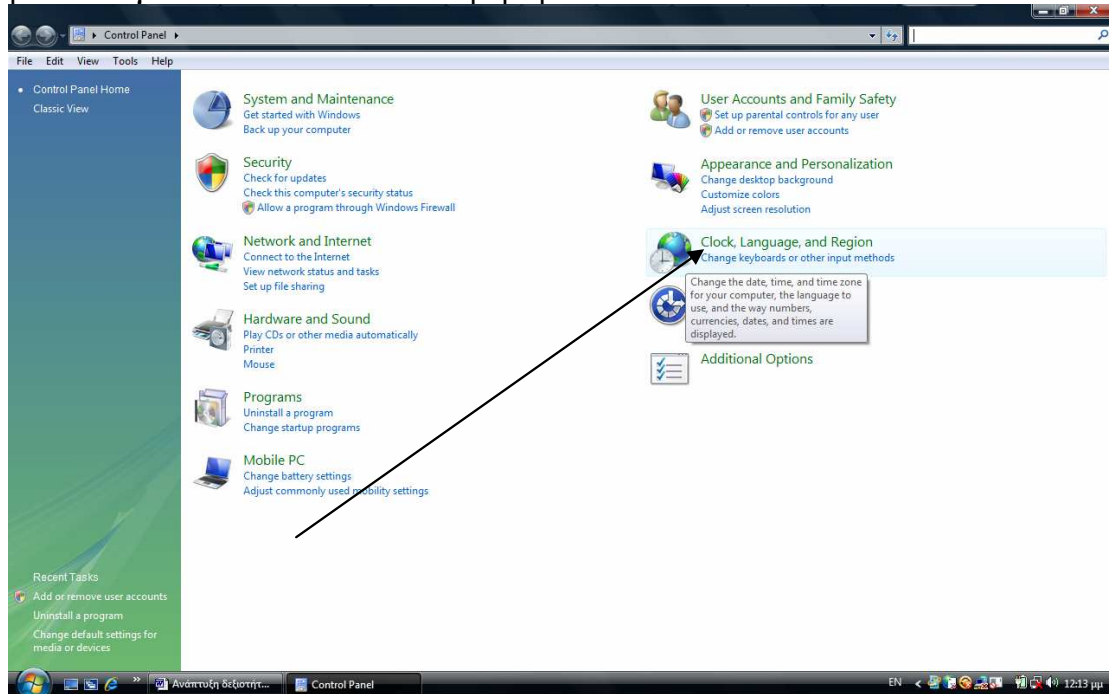 Control Panel
File Edit View Tools Help
Control Panel Home
Classic View
System and Maintenance
Get started with Windows
Back up your computer
Security
Check for updates
Check this computer's security status
Allow a program through Windows Firewall
Network and Internet
Connect to the Internet
View network status and tasks
Set up file sharing
Hardware and Sound
Play CDs or other media automatically
Printer
Mouse
Programs
Uninstall a program
Change startup programs
Mobile PC
Change battery settings
Adjust commonly used mobility settings
User Accounts and Family Safety
Set up parental controls for any user
Add or remove user accounts
Appearance and Personalization
Change desktop background
Customize colors
Adjust screen resolution
Clock, Language, and Region
Change keyboards or other input methods
Change the date, time, and time zone
for your computer, the language to
use, and the way numbers,
currencies, dates, and times are
displayed.
Additional Options
Recent Tasks
Add or remove user accounts
Uninstall a program
Change default settings for
media or devices
Ανάπτυξη δεξιοτήτ...
Control Panel
EN
12:13 μμ